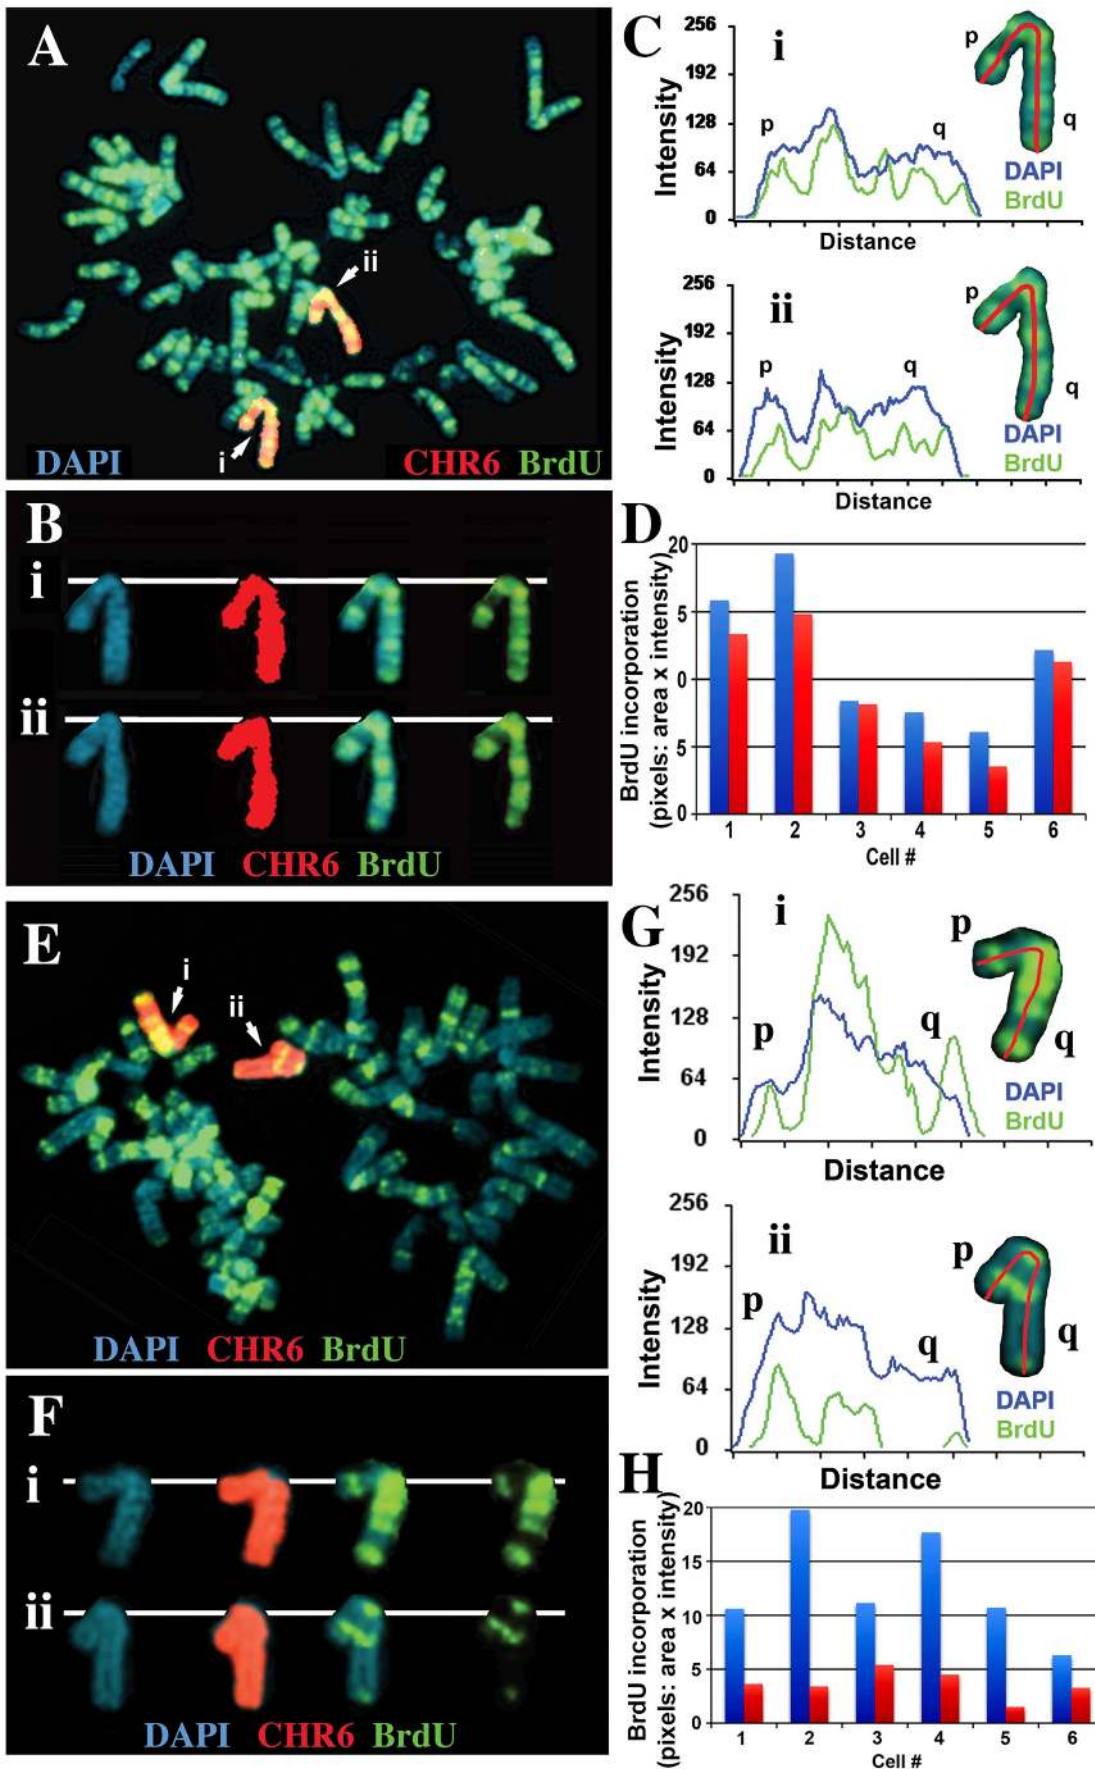 A
ii
i
DAPI
CHR6 BrdU
B
i
ii
DAPI CHR6 BrdU
C
i
256
192
128
64
0
Intensity
p
q
Distance
p
q
DAPI
BrdU
ii
256
192
128
64
0
Intensity
p
q
Distance
p
q
DAPI
BrdU
D
BrdU incorporation
(pixels: area x intensity)
20
5
0
5
0
1 2 3 4 5 6
Cell #
E
i
ii
DAPI CHR6 BrdU
F
i
ii
DAPI CHR6 BrdU
G
i
256
192
128
64
0
Intensity
p
q
Distance
p
q
DAPI
BrdU
ii
256
192
128
64
0
Intensity
p
q
Distance
p
q
DAPI
BrdU
H
BrdU incorporation
(pixels: area x intensity)
20
15
10
5
0
1 2 3 4 5 6
Cell #